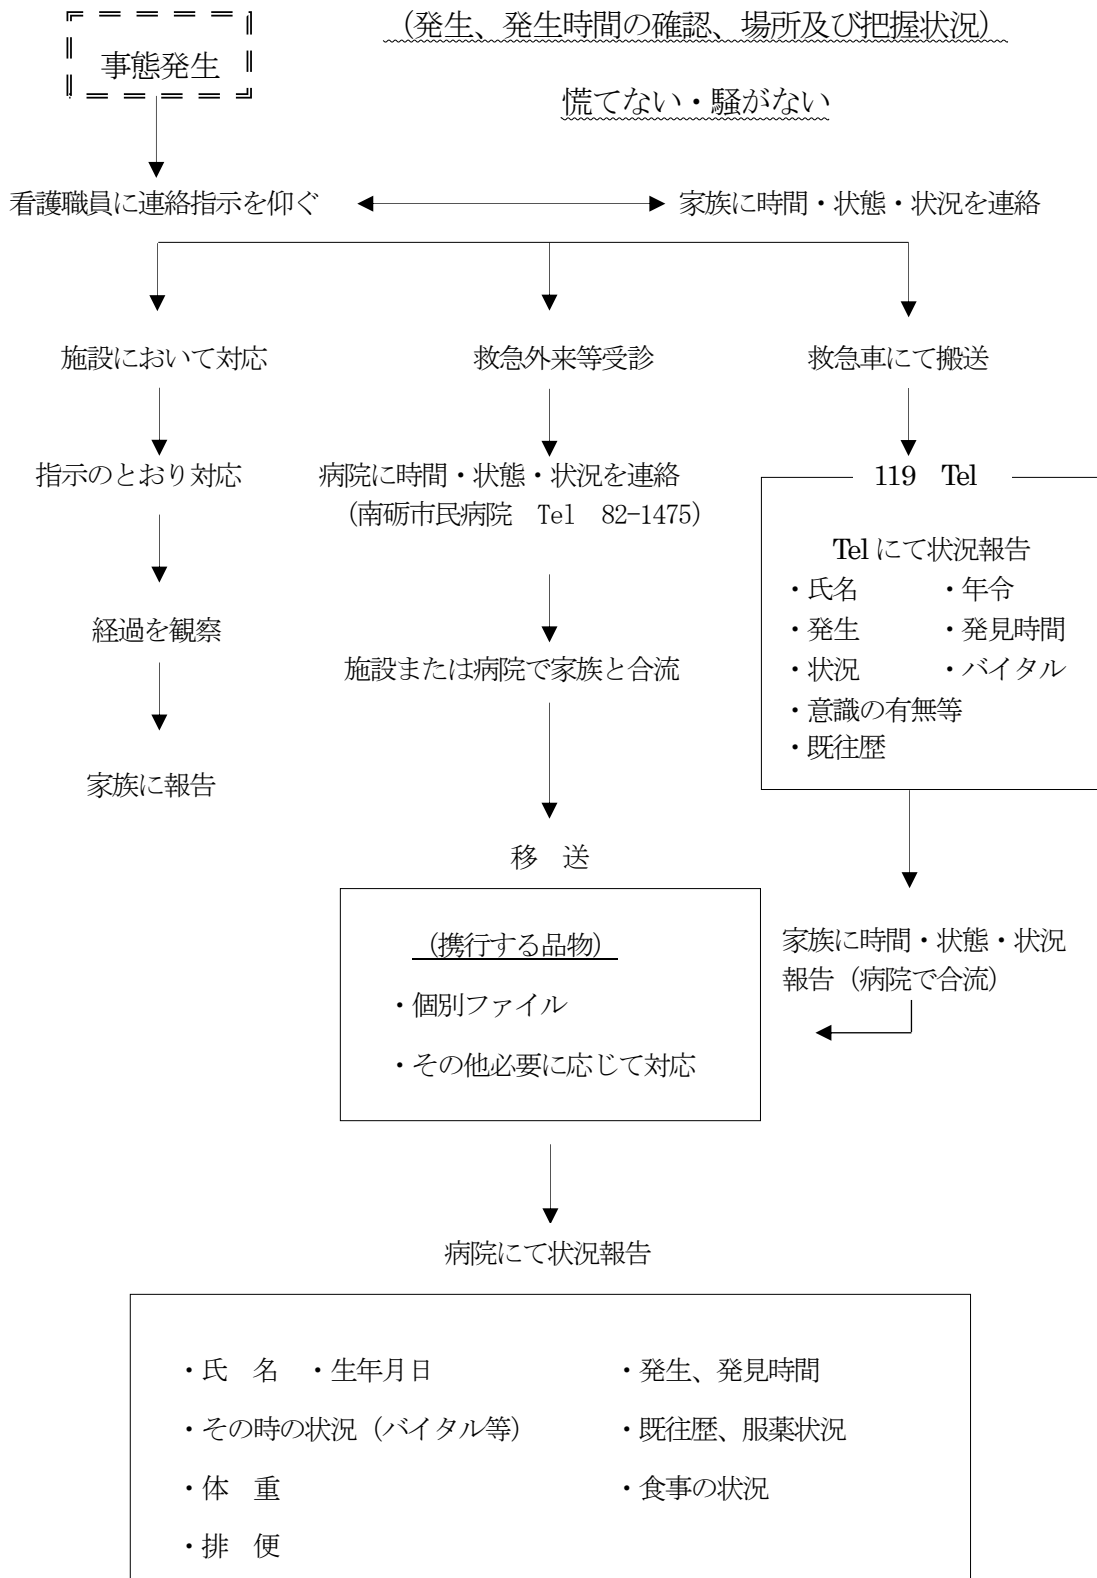 （発生、発生時間の確認、場所及び把握状況）
事態発生
慌てない・騒がない
看護職員に連絡指示を仰ぐ
家族に時間・状態・状況を連絡
施設において対応
救急外来等受診
救急車にて搬送
指示のとおり対応
病院に時間・状態・状況を連絡
（南砺市民病院　Tel　82-1475）
119　Tel
Tel にて状況報告
・氏名　・年令
・発生　・発見時間
・状況　・バイタル
・意識の有無等
・既往歴
経過を観察
施設または病院で家族と合流
家族に報告
移　送
（携行する品物）
・個別ファイル
・その他必要に応じて対応
家族に時間・状態・状況
報告（病院で合流）
病院にて状況報告
・氏　名　・生年月日　・発生、発見時間
・その時の状況（バイタル等）　・既往歴、服薬状況
・体　重　・食事の状況
・排　便